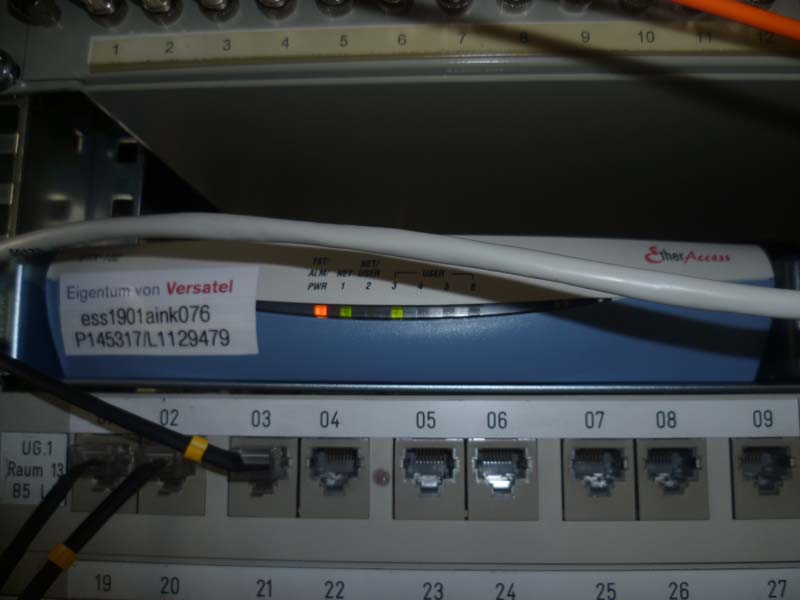 1 2 3 4 5 6 7 8 9 10 11 12
EtherAccess
TST/ NET/
ALM/ NET USER USER
PWR 1 2 3 4 5 6
Eigentum von Versatel
ess1901aink076
P145317/L1129479
02 03 04 05 06 07 08 09
UG.1
Raum 13
B5
19 20 21 22 23 24 25 26 27